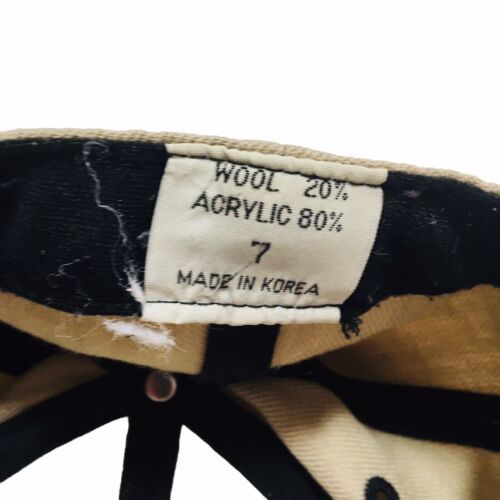 WOOL 20%
ACRYLIC 80%
7
MADE IN KOREA